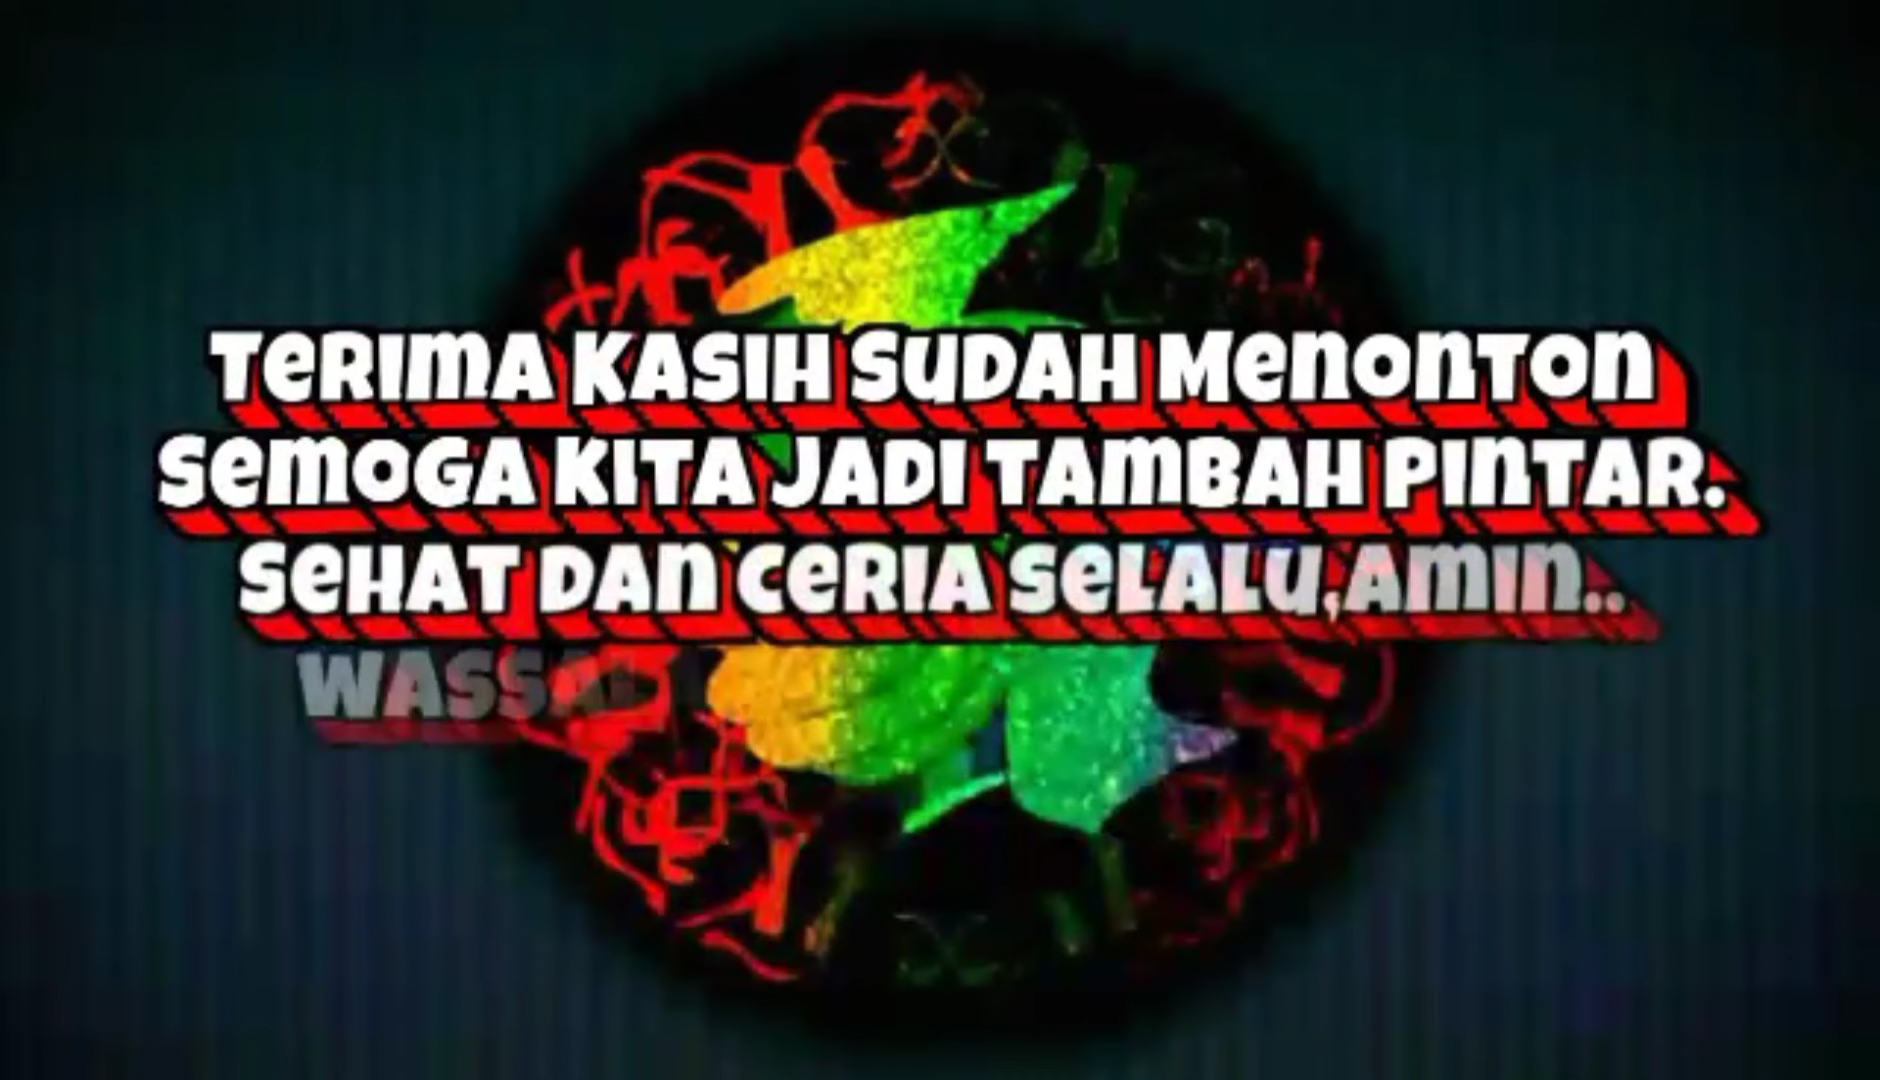 Terima Kasih Sudah Menonton
Semoga Kita Jadi Tambah Pintar.
Sehat Dan Ceria Selalu,Amin..